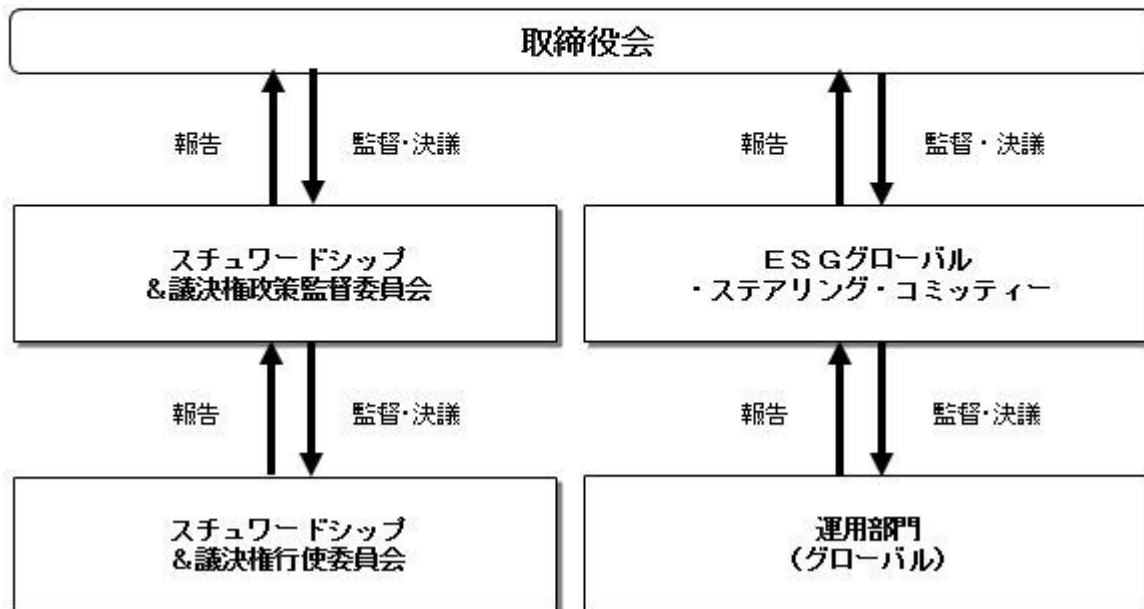 取締役会
報告
監督・決議
報告
監督・決議
スチュワードシップ
&議決権政策監督委員会
ESGグローバル
・ステアリング・コミッティー
報告
監督・決議
報告
監督・決議
スチュワードシップ
&議決権行使委員会
運用部門
(グローバル)